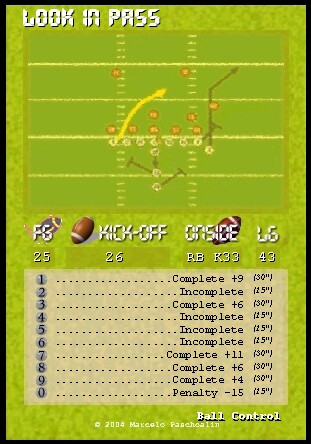 LOOK IN PASS
FG KICK-OFF ONSIDE LG
25 26 RB K33 43
1 ..................Complete +9 (30")
2 ...................Incomplete (15")
3 ..................Complete +6 (30")
4 ...................Incomplete (15")
5 ...................Incomplete (15")
6 ...................Incomplete (15")
7 .................Complete +11 (30")
8 ..................Complete +6 (30")
9 ..................Complete +4 (30")
0 ..................Penalty -15 (15")
Ball Control
© 2004 Marcelo Paschoalin